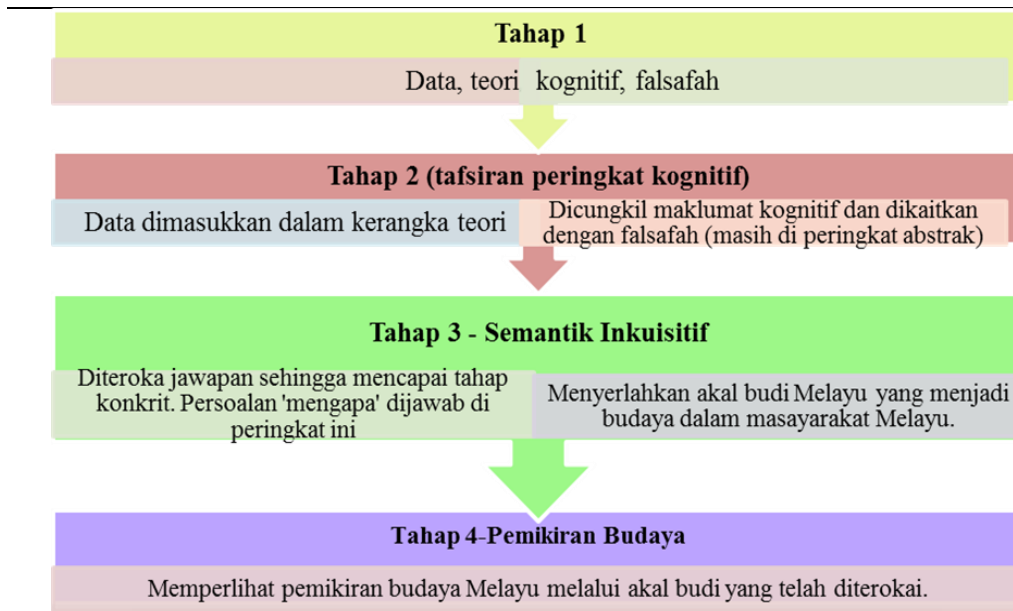 Tahap 1
Data, teori, kognitif, falsafah
Tahap 2 (tafsiran peringkat kognitif)
Data dimasukkan dalam kerangka teori
Dicungkil maklumat kognitif dan dikaitkan
dengan falsafah (masih di peringkat abstrak)
Tahap 3 - Semantik Inkuisitif
Diteroka jawapan sehingga mencapai tahap
konkrit. Persoalan 'mengapa' dijawab di
peringkat ini
Menyerlahkan akal budi Melayu yang menjadi
budaya dalam masayarakat Melayu.
Tahap 4-Pemikiran Budaya
Memperlihat pemikiran budaya Melayu melalui akal budi yang telah diterokai.